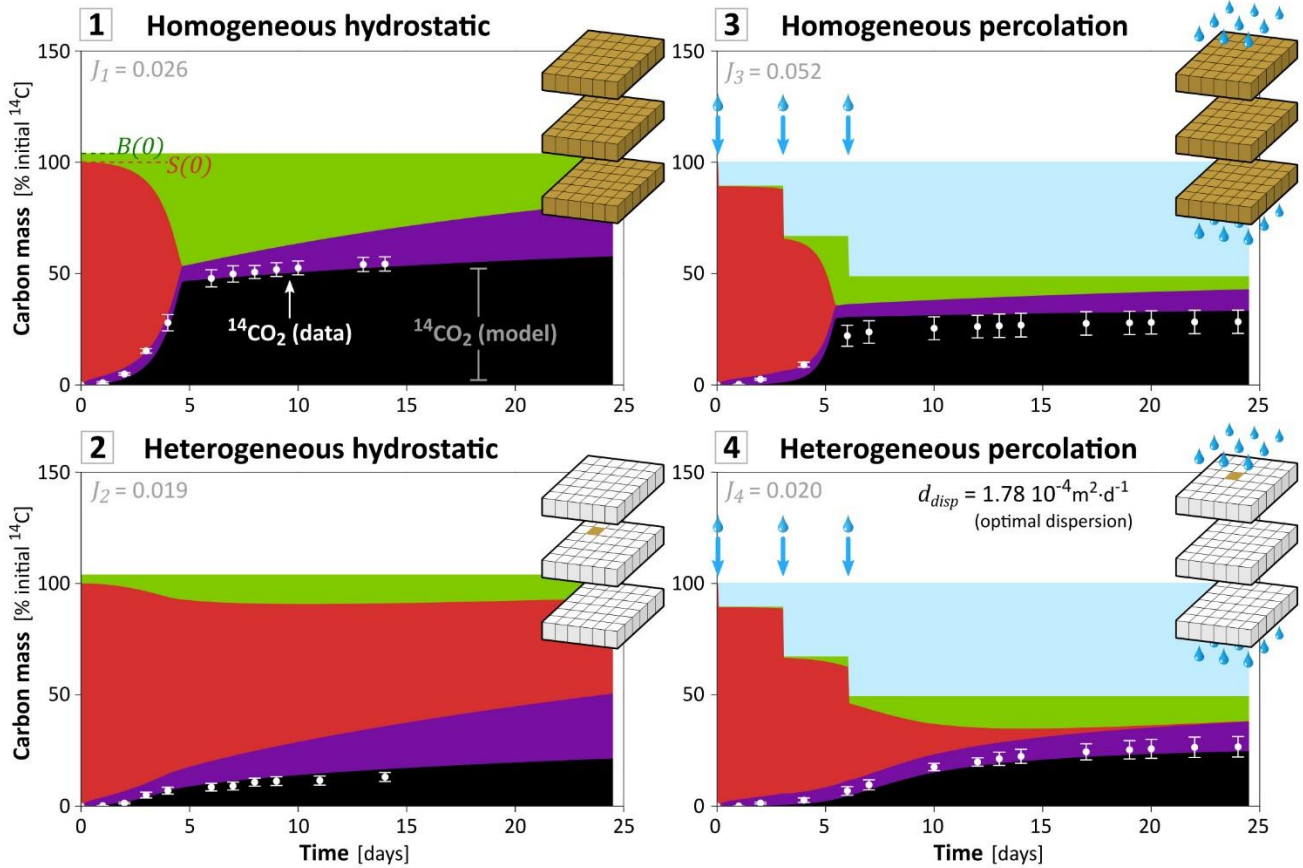 1 Homogeneous hydrostatic
J1 = 0.026
Carbon mass [% initial 14C]
150
100
50
0
B(0)
S(0)
14CO2 (data)
14CO2 (model)
0 5 10 15 20 25
3 Homogeneous percolation
J3 = 0.052
150
100
50
0
0 5 10 15 20 25
2 Heterogeneous hydrostatic
J2 = 0.019
Carbon mass [% initial 14C]
150
100
50
0
0 5 10 15 20 25
Time [days]
4 Heterogeneous percolation
J4 = 0.020
ddisp = 1.78 10-4m2·d-1
(optimal dispersion)
150
100
50
0
0 5 10 15 20 25
Time [days]